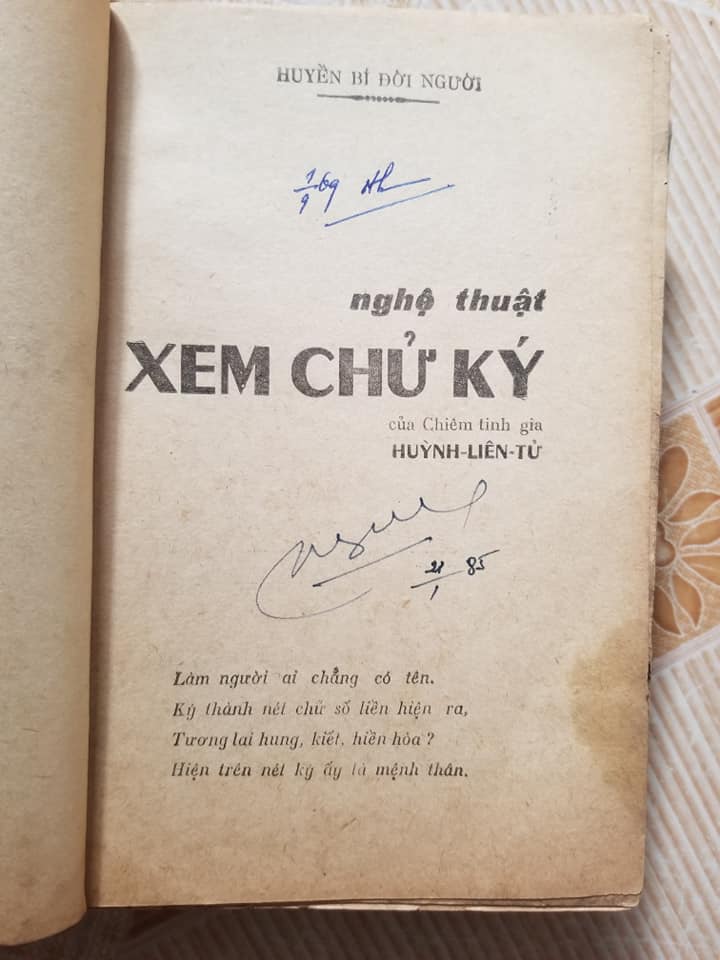 HUYỀN BÍ ĐỜI NGƯỜI
1/9 69
nghệ thuật
XEM CHỬ KÝ
của Chiêm tinh gia
HUỲNH-LIÊN-TỬ
21/1 85
Làm người ai chẳng có tên.
Ký thành nét chữ số liền hiện ra,
Tương lai hung, kiết, hiền hòa ?
Hiện trên nét ký ấy là mệnh thân.